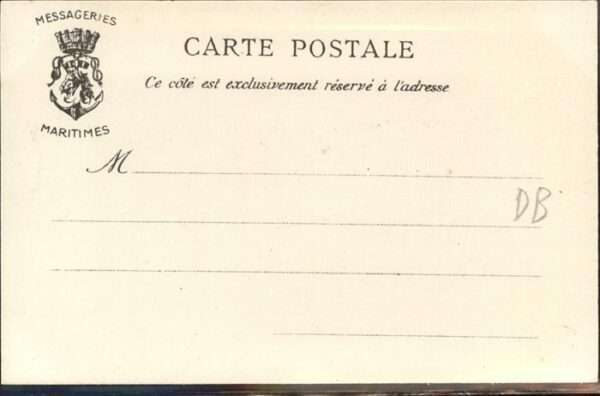 MESSAGERIES
MARITIMES
CARTE POSTALE
Ce côté est exclusivement réservé à l'adresse
M
DB